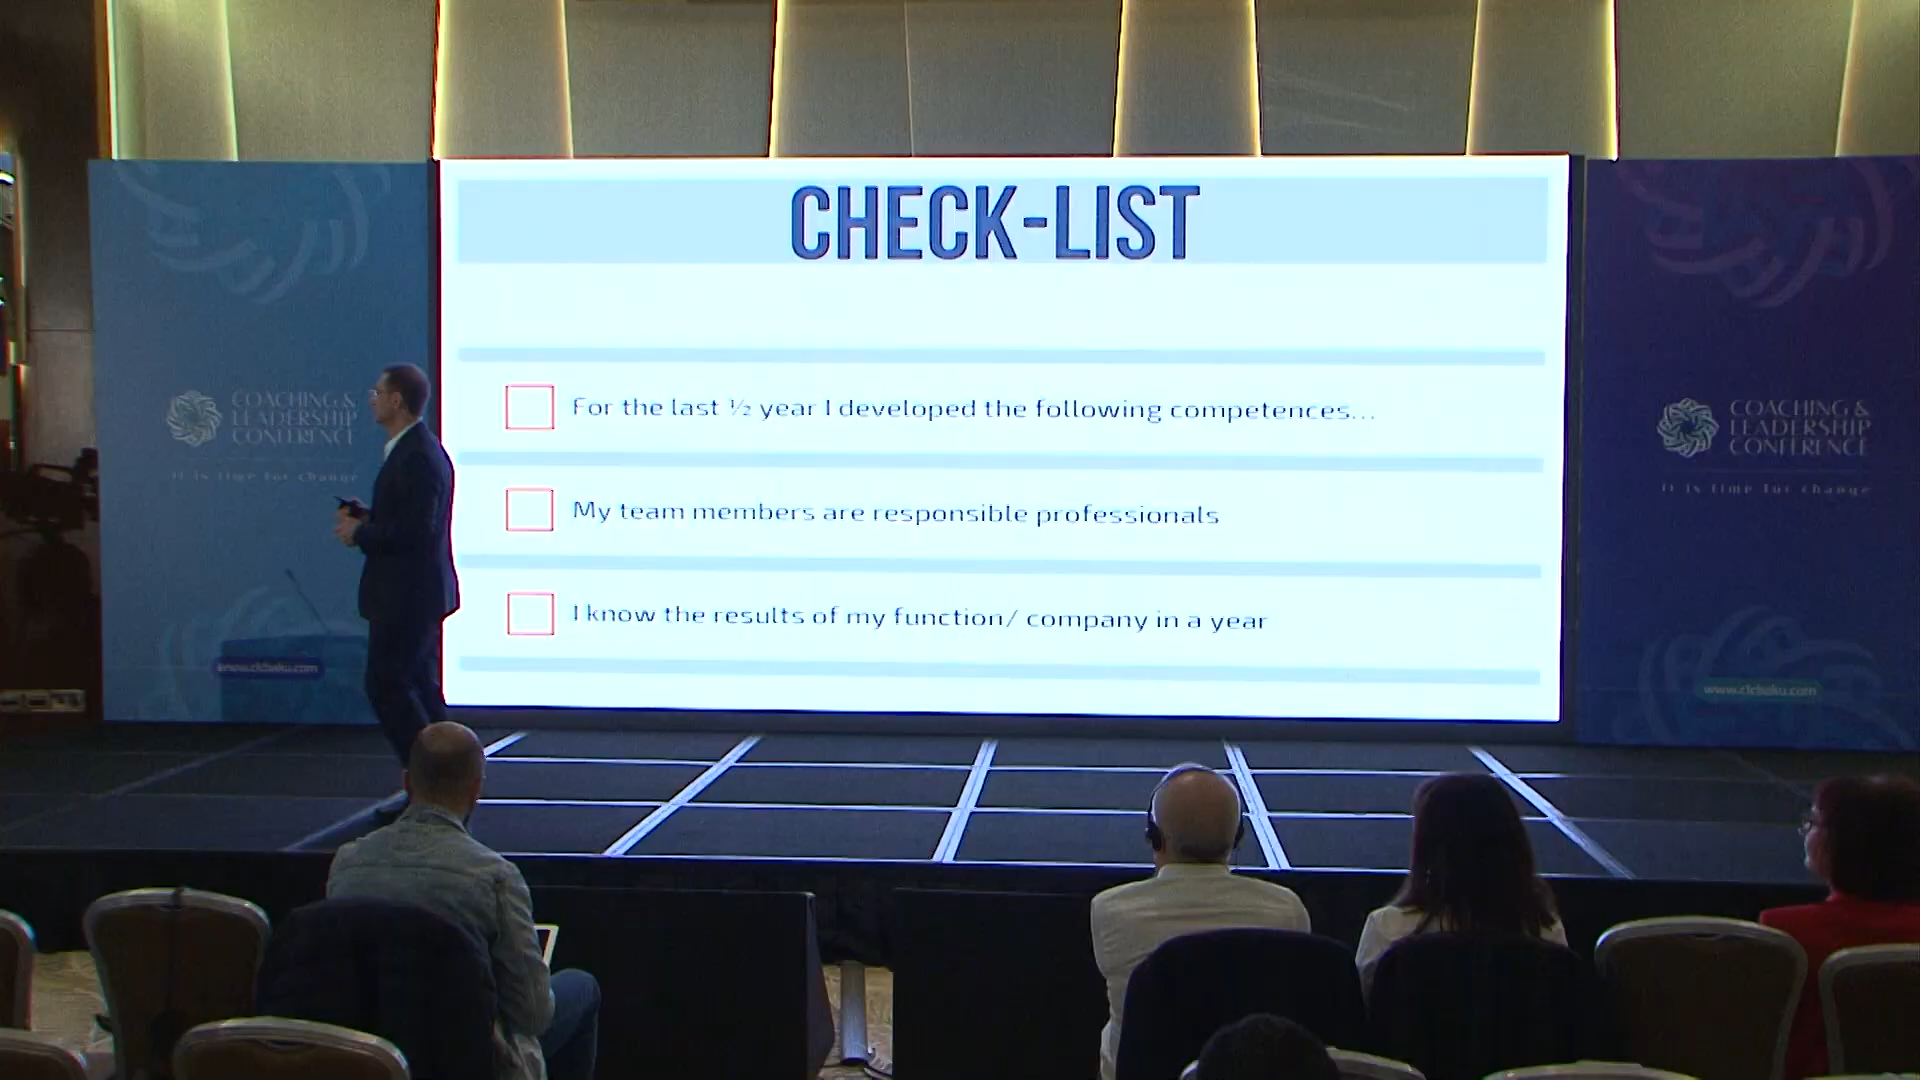 CHECK-LIST
For the last ½ year I developed the following competences...
My team members are responsible professionals
I know the results of my function/ company in a year
COACHING &
LEADERSHIP
CONFERENCE
It is time for change
www.clcbaku.com
COACHING &
LEADERSHIP
CONFERENCE
It is time for change
www.clcbaku.com